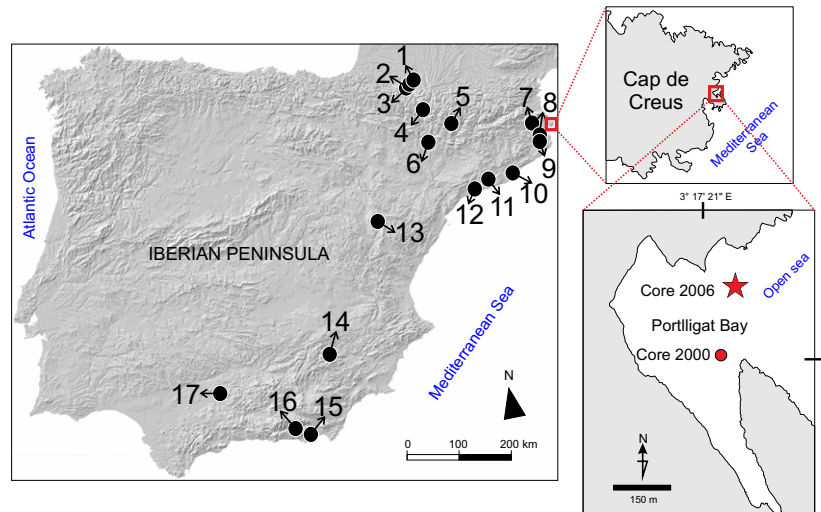 1
2
3
4
5
6
7
8
9
10
11
12
13
14
15
16
17
Atlantic Ocean
IBERIAN PENINSULA
Mediterranean Sea
N
0 100 200 km
Cap de
Creus
Mediterranean
Sea
3° 17' 21" E
Open sea
Core 2006
Portlligat Bay
Core 2000
N
150 m